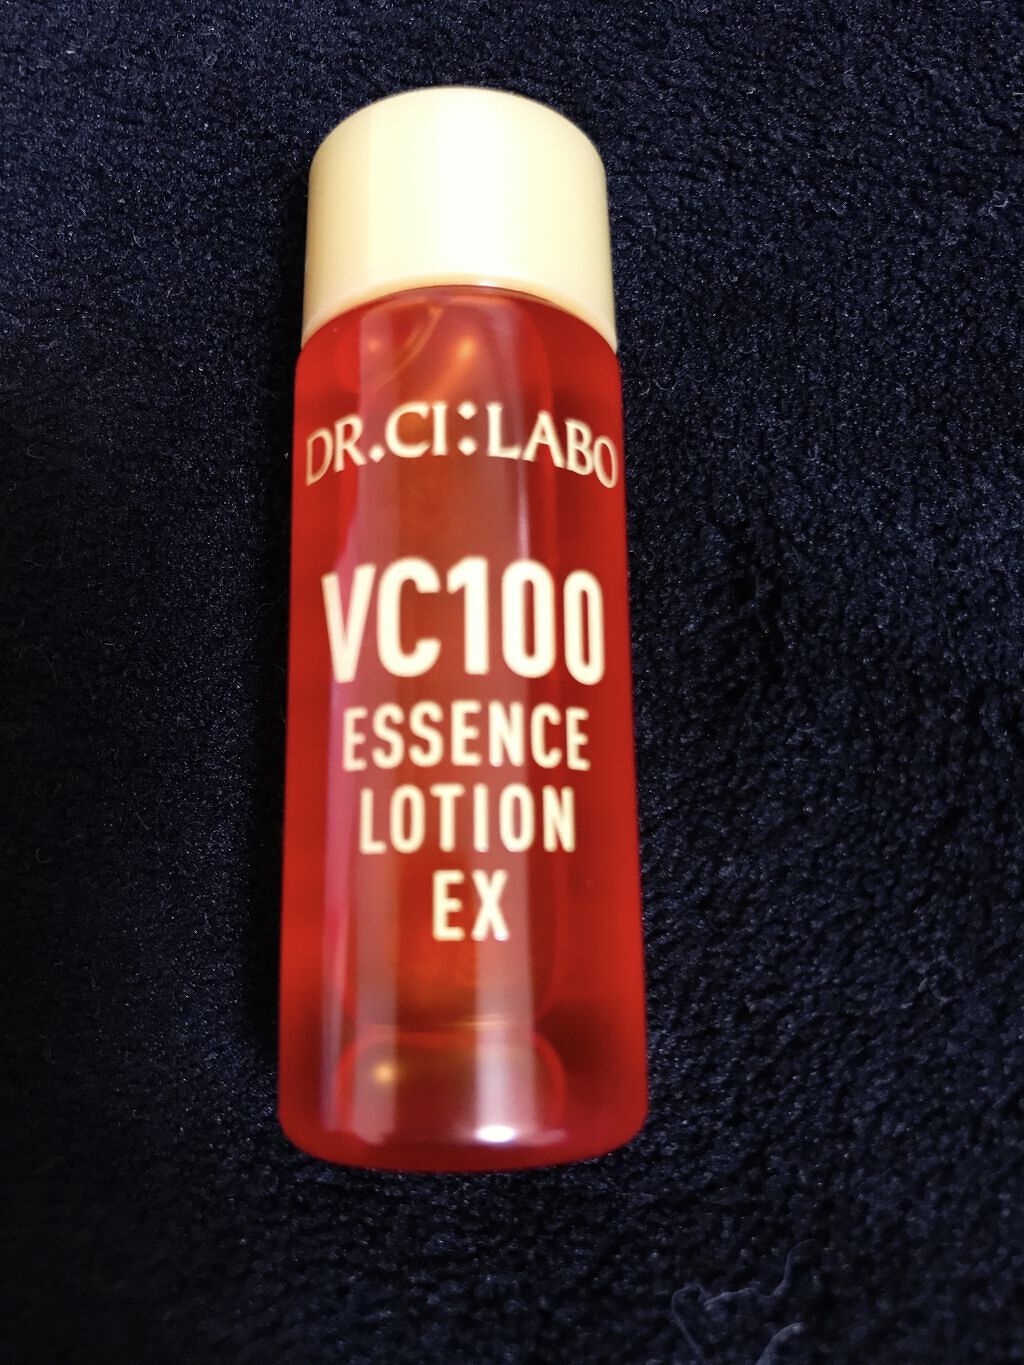 DR.CI:LABO
VC100
ESSENCE
LOTION
EX